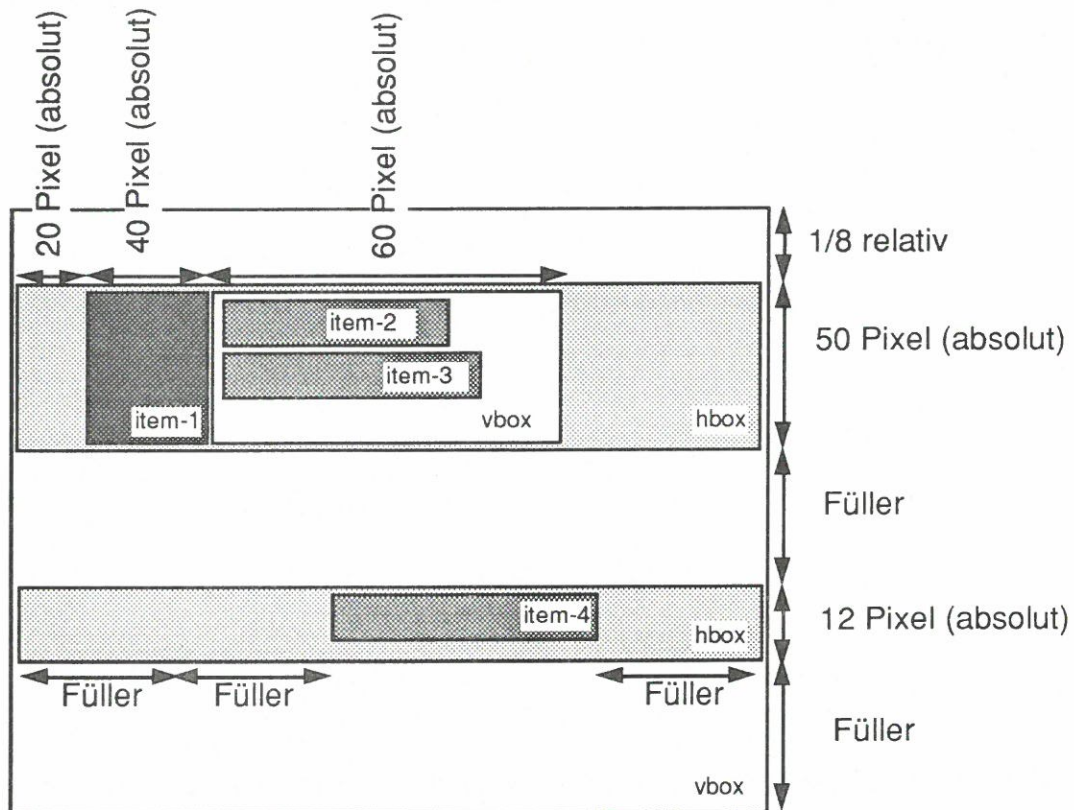 20 Pixel (absolut)
40 Pixel (absolut)
60 Pixel (absolut)
1/8 relativ
item-2
item-3
item-1
vbox
hbox
50 Pixel (absolut)
Füller
item-4
hbox
12 Pixel (absolut)
Füller
Füller
Füller
Füller
vbox